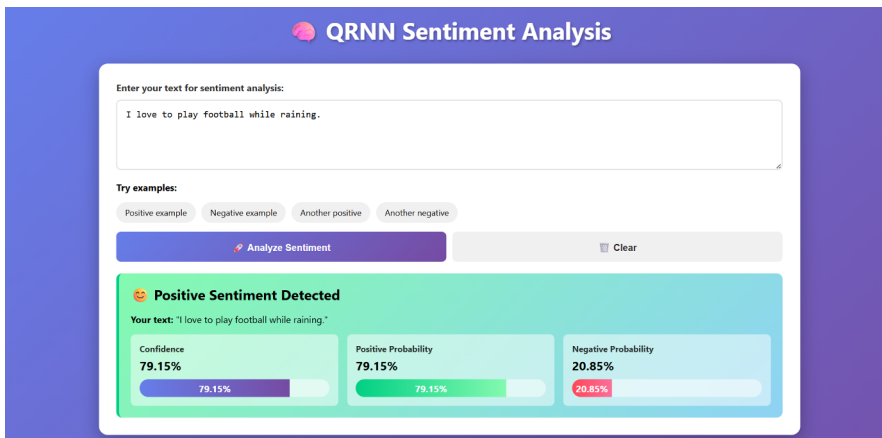 🧠 QRNN Sentiment Analysis
Enter your text for sentiment analysis:
I love to play football while raining.
Try examples:
Positive example Negative example Another positive Another negative
🚀 Analyze Sentiment 🗑️ Clear
😊 Positive Sentiment Detected
Your text: "I love to play football while raining."
Confidence Positive Probability Negative Probability
79.15% 79.15% 20.85%
79.15% 79.15% 20.85%